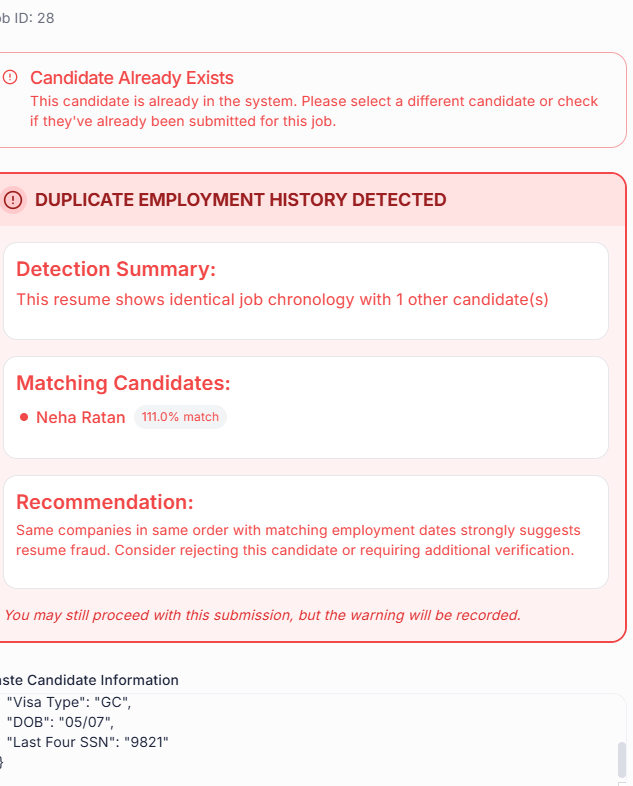 ob ID: 28
Candidate Already Exists
This candidate is already in the system. Please select a different candidate or check
if they've already been submitted for this job.
DUPLICATE EMPLOYMENT HISTORY DETECTED
Detection Summary:
This resume shows identical job chronology with 1 other candidate(s)
Matching Candidates:
• Neha Ratan 111.0% match
Recommendation:
Same companies in same order with matching employment dates strongly suggests
resume fraud. Consider rejecting this candidate or requiring additional verification.
You may still proceed with this submission, but the warning will be recorded.
aste Candidate Information
"Visa Type": "GC",
"DOB": "05/07",
"Last Four SSN": "9821"
}